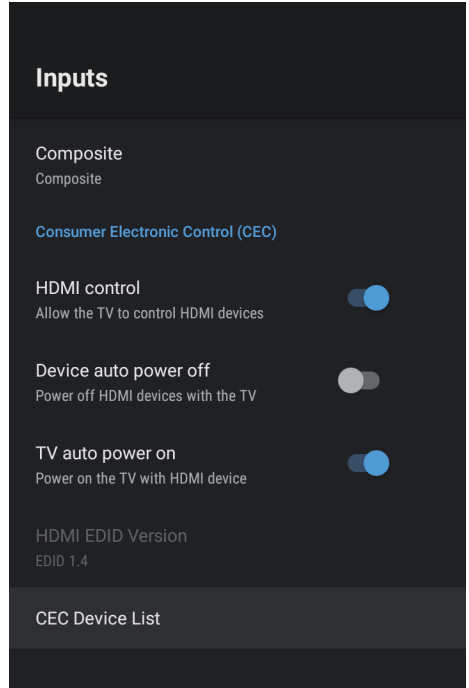 Inputs
Composite
Composite
Consumer Electronic Control (CEC)
HDMI control
Allow the TV to control HDMI devices
Device auto power off
Power off HDMI devices with the TV
TV auto power on
Power on the TV with HDMI device
HDMI EDID Version
EDID 1.4
CEC Device List